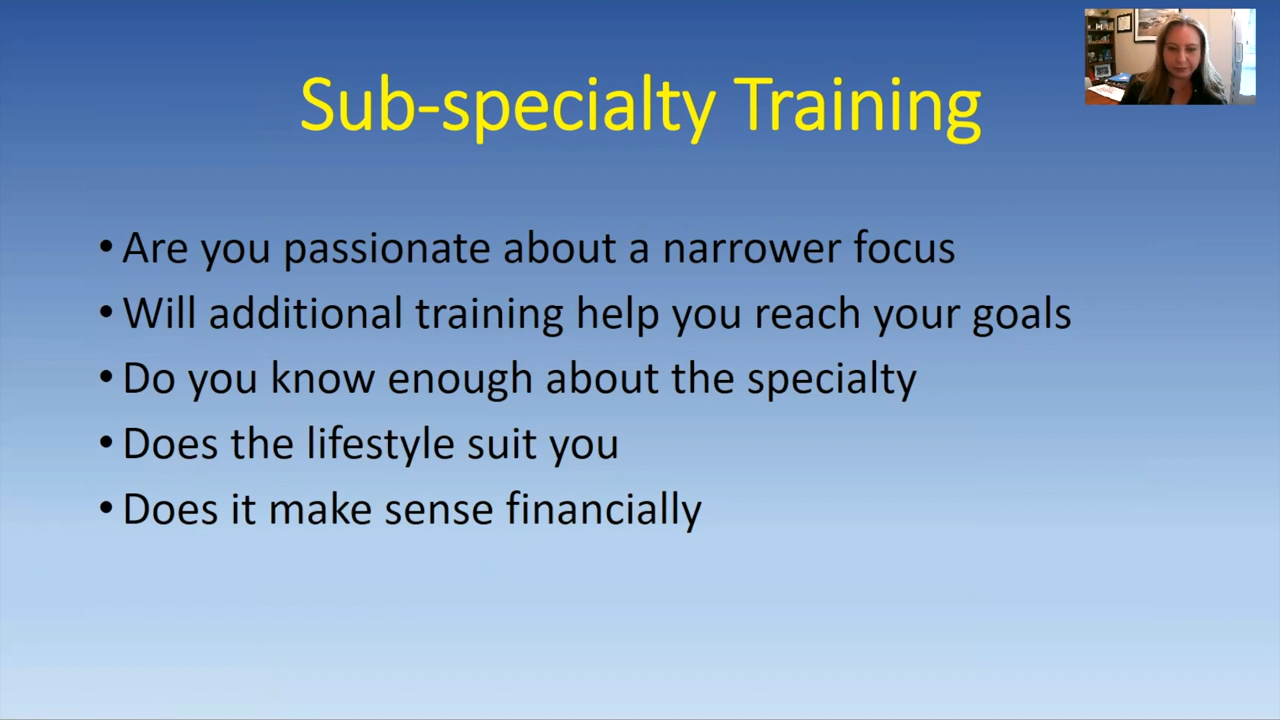 Sub-specialty Training
• Are you passionate about a narrower focus
• Will additional training help you reach your goals
• Do you know enough about the specialty
• Does the lifestyle suit you
• Does it make sense financially